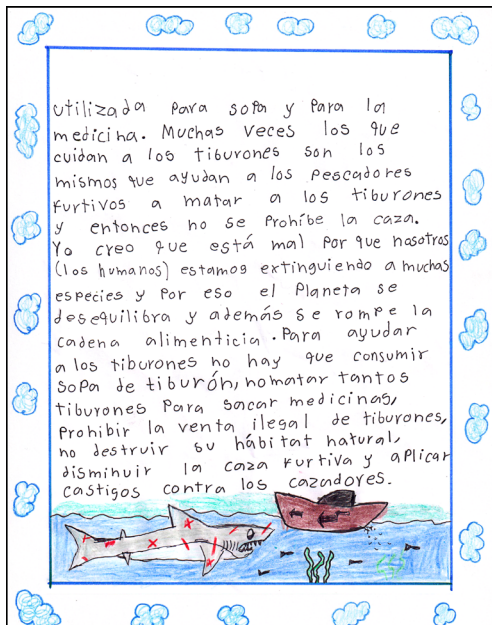 utilizada para sopa y para la
medicina. Muchas veces los que
cuidan a los tiburones son los
mismos que ayudan a los pescadores
furtivos a matar a los tiburones
y entonces no se prohíbe la caza.
Yo creo que está mal por que nosotros
(los humanos) estamos extinguiendo a muchas
especies y por eso el Planeta se
desequilibra y además se rompe la
cadena alimenticia. Para ayudar
a los tiburones no hay que consumir
sopa de tiburón, no matar tantos
tiburones para sacar medicinas,
prohibir la venta ilegal de tiburones,
no destruir su hábitat natural,
disminuir la caza furtiva y aplicar
castigos contra los cazadores.